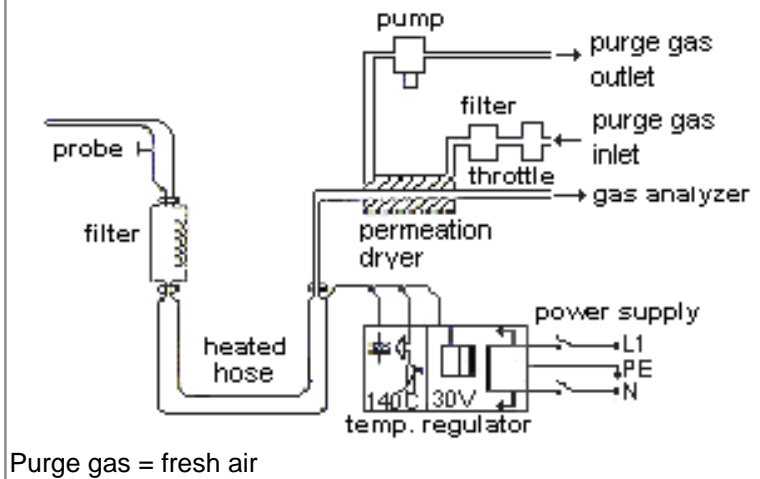 pump
purge gas
outlet
filter
purge gas
inlet
probe
throttle
gas analyzer
filter
permeation
dryer
power supply
heated
hose
L1
PE
N
140 C
30V
temp. regulator
Purge gas = fresh air